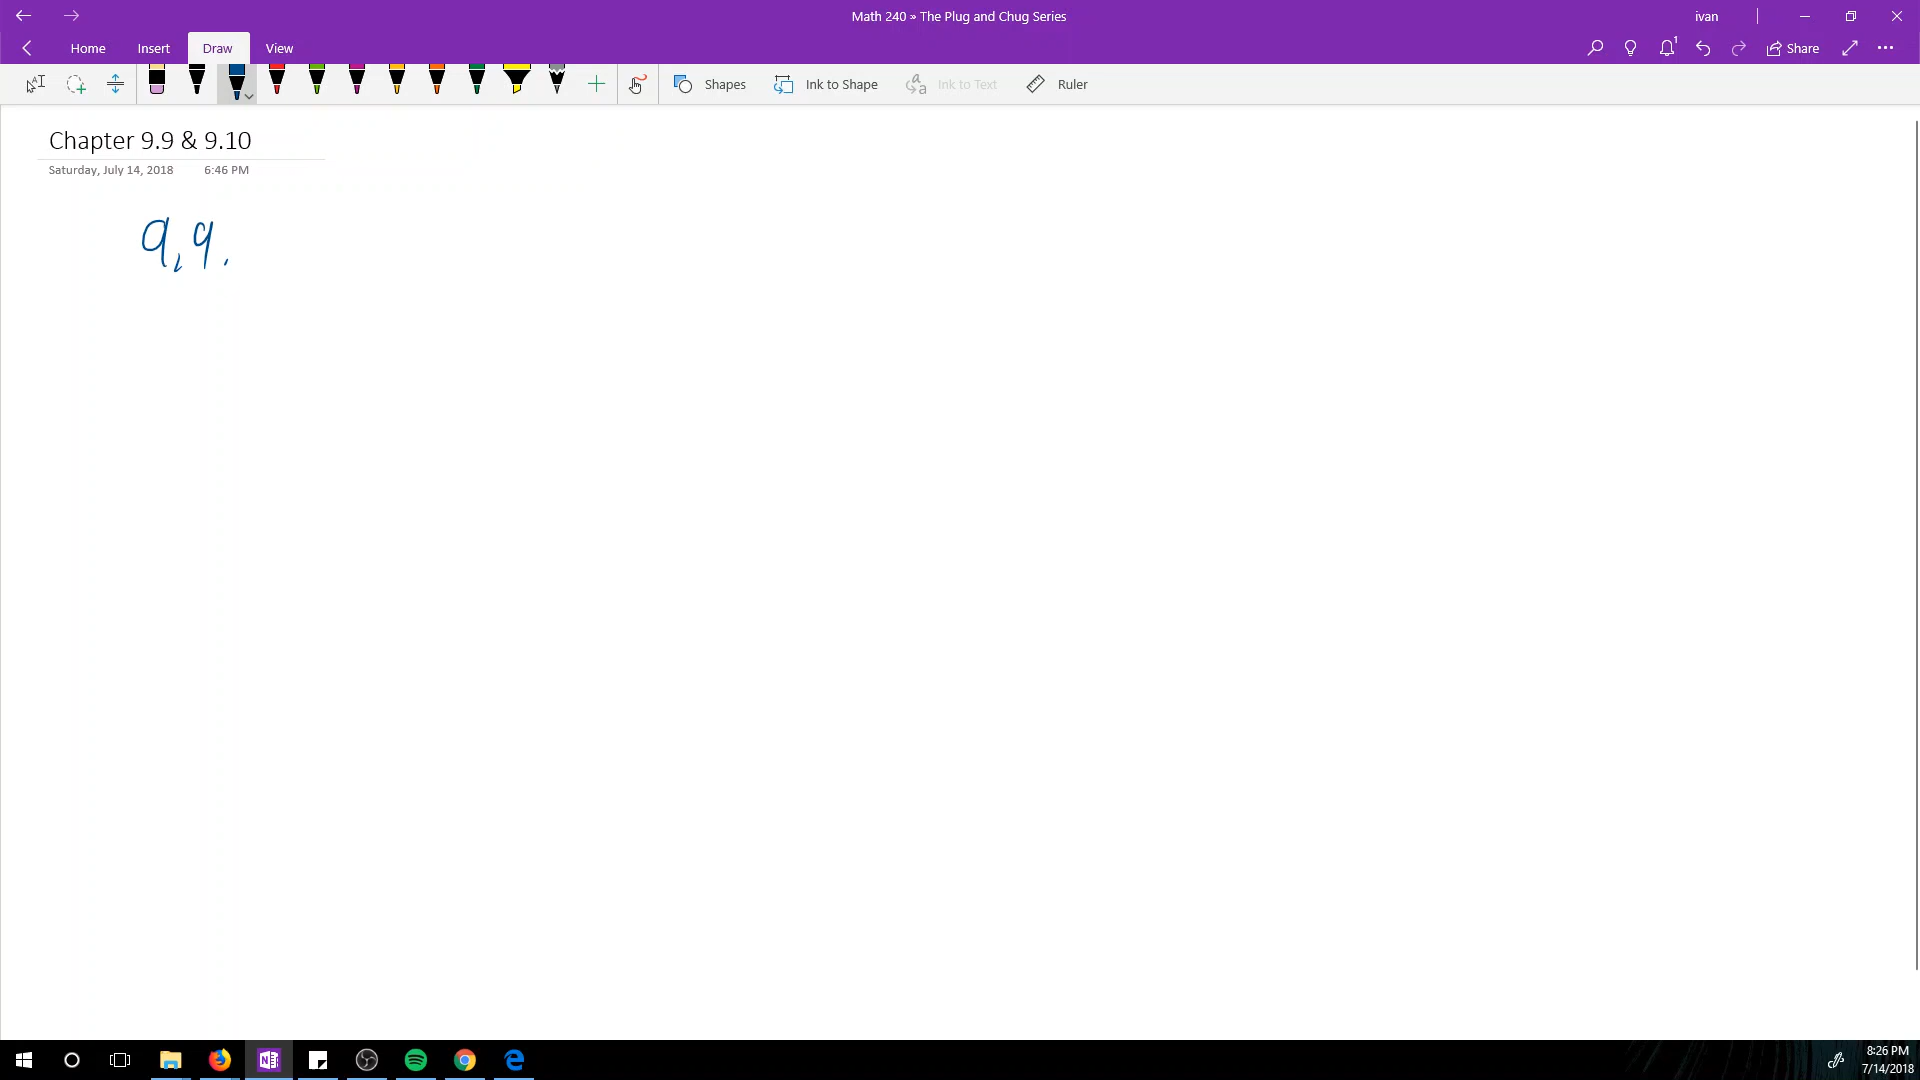 Math 240 » The Plug and Chug Series
ivan
Home Insert Draw View
Share
Shapes Ink to Shape Ink to Text Ruler
Chapter 9.9 & 9.10
Saturday, July 14, 2018 6:46 PM
9,9.
8:26 PM
7/14/2018